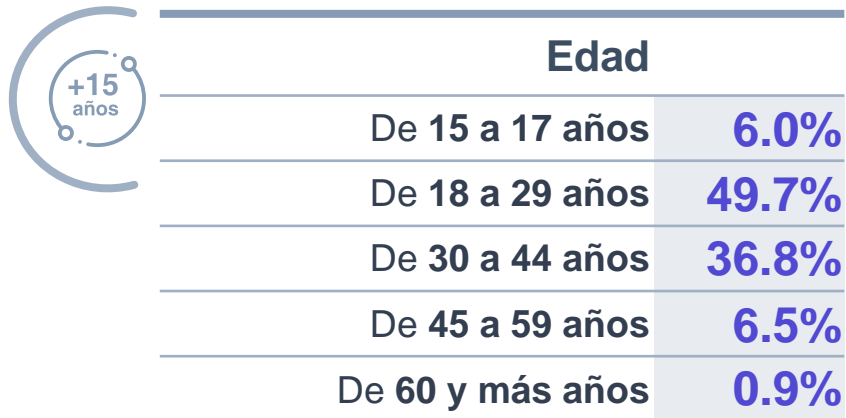 +15
años
Edad
De 15 a 17 años 6.0%
De 18 a 29 años 49.7%
De 30 a 44 años 36.8%
De 45 a 59 años 6.5%
De 60 y más años 0.9%